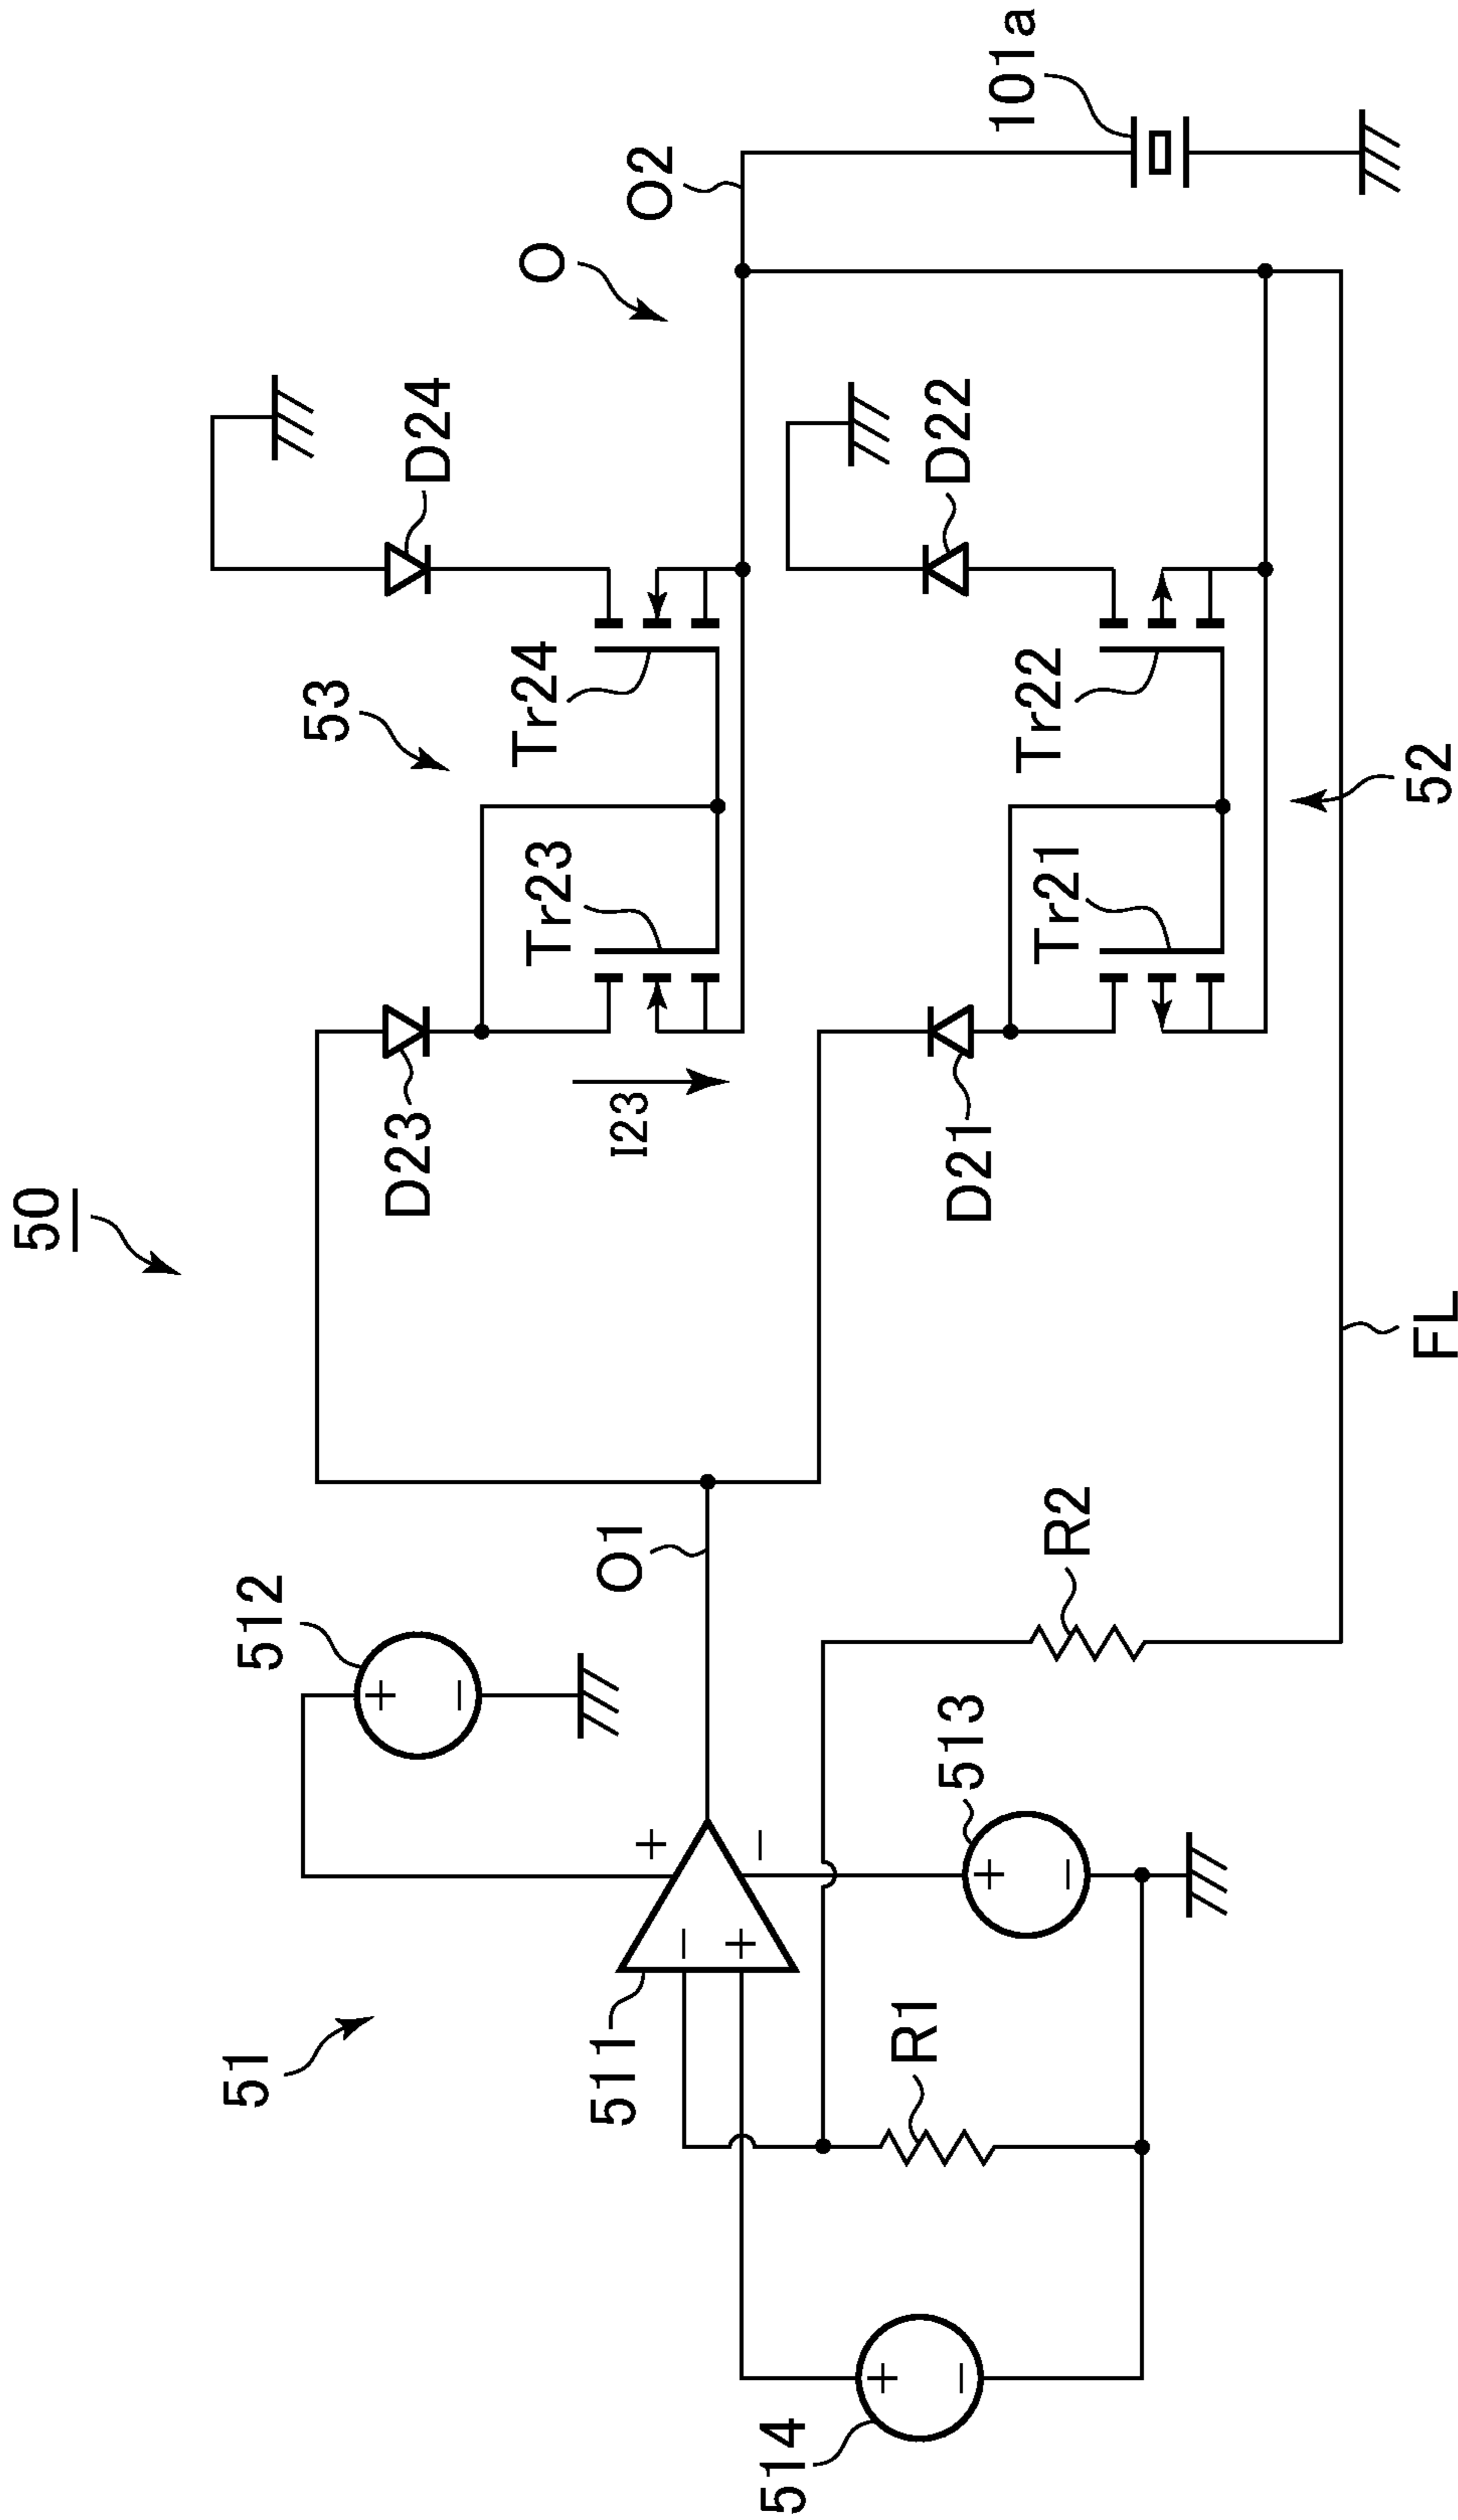 50
51
512
O1
511
514
R1
513
R2
FL
53
D23
Tr23
I23
Tr24
D24
O
O2
101a
D21
Tr21
Tr22
D22
52
+
−
−
+
+
−
+
−
+
−